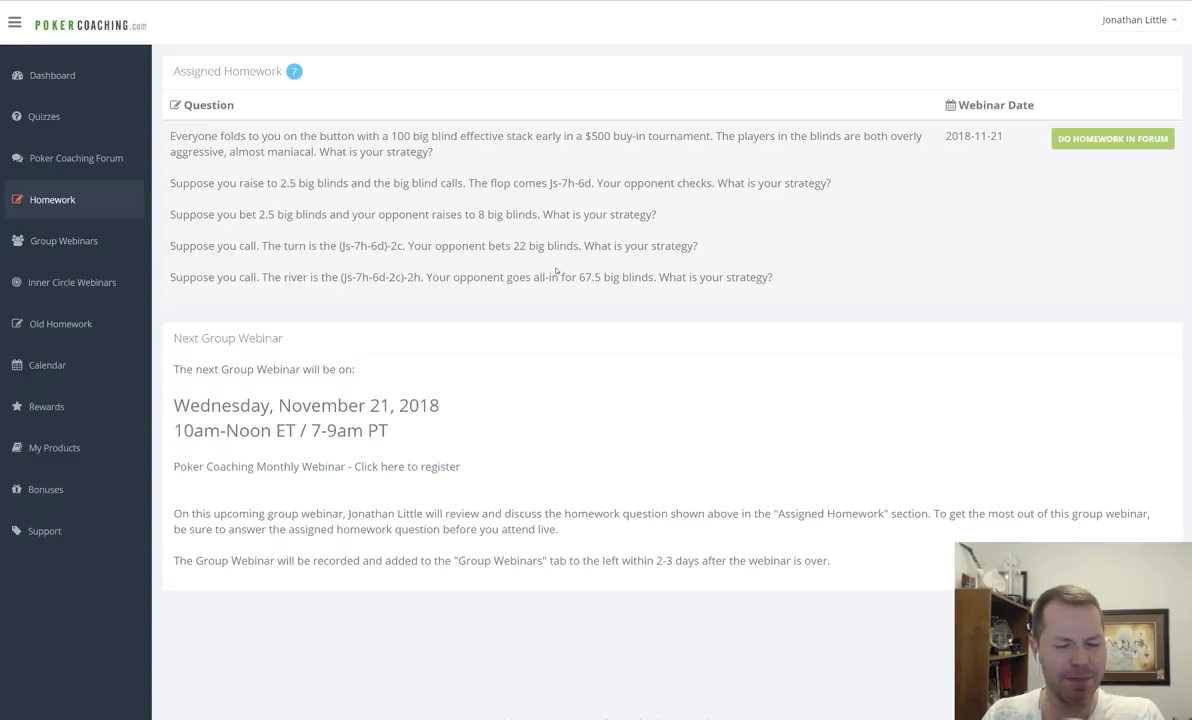 POKERCOACHING.com
Jonathan Little
Dashboard
Quizzes
Poker Coaching Forum
Homework
Group Webinars
Inner Circle Webinars
Old Homework
Calendar
Rewards
My Products
Bonuses
Support
Assigned Homework ?
Question
Webinar Date
Everyone folds to you on the button with a 100 big blind effective stack early in a $500 buy-in tournament. The players in the blinds are both overly
aggressive, almost maniacal. What is your strategy?
2018-11-21
DO HOMEWORK IN FORUM
Suppose you raise to 2.5 big blinds and the big blind calls. The flop comes Js-7h-6d. Your opponent checks. What is your strategy?
Suppose you bet 2.5 big blinds and your opponent raises to 8 big blinds. What is your strategy?
Suppose you call. The turn is the (Js-7h-6d)-2c. Your opponent bets 22 big blinds. What is your strategy?
Suppose you call. The river is the (Js-7h-6d-2c)-2h. Your opponent goes all-in for 67.5 big blinds. What is your strategy?
Next Group Webinar
The next Group Webinar will be on:
Wednesday, November 21, 2018
10am-Noon ET / 7-9am PT
Poker Coaching Monthly Webinar - Click here to register
On this upcoming group webinar, Jonathan Little will review and discuss the homework question shown above in the "Assigned Homework" section. To get the most out of this group webinar,
be sure to answer the assigned homework question before you attend live.
The Group Webinar will be recorded and added to the "Group Webinars" tab to the left within 2-3 days after the webinar is over.